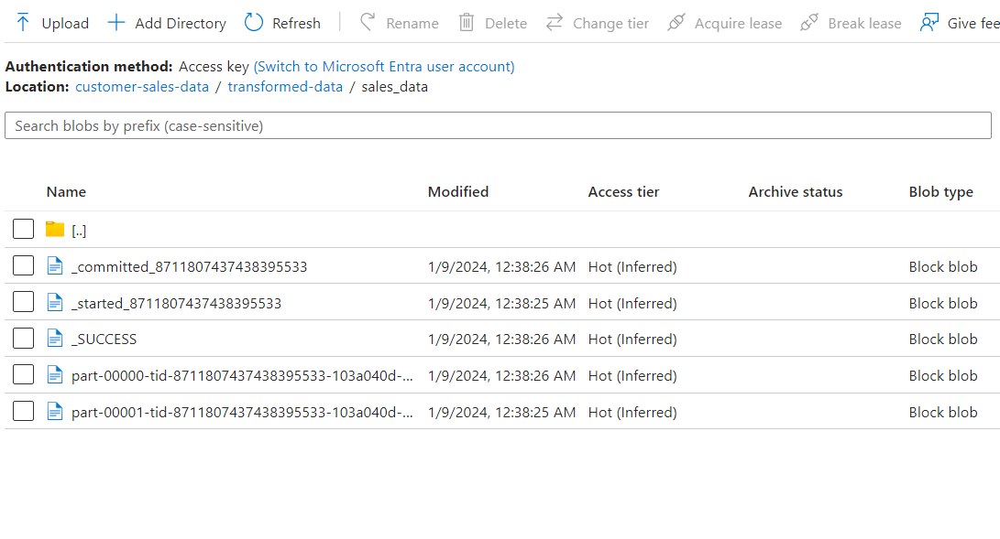 Upload Add Directory Refresh Rename Delete Change tier Acquire lease Break lease Give fee
Authentication method: Access key (Switch to Microsoft Entra user account)
Location: customer-sales-data / transformed-data / sales_data
Search blobs by prefix (case-sensitive)
Name Modified Access tier Archive status Blob type
[..]
_committed_8711807437438395533 1/9/2024, 12:38:26 AM Hot (Inferred) Block blob
_started_8711807437438395533 1/9/2024, 12:38:25 AM Hot (Inferred) Block blob
_SUCCESS 1/9/2024, 12:38:26 AM Hot (Inferred) Block blob
part-00000-tid-8711807437438395533-103a040d-... 1/9/2024, 12:38:26 AM Hot (Inferred) Block blob
part-00001-tid-8711807437438395533-103a040d-... 1/9/2024, 12:38:25 AM Hot (Inferred) Block blob